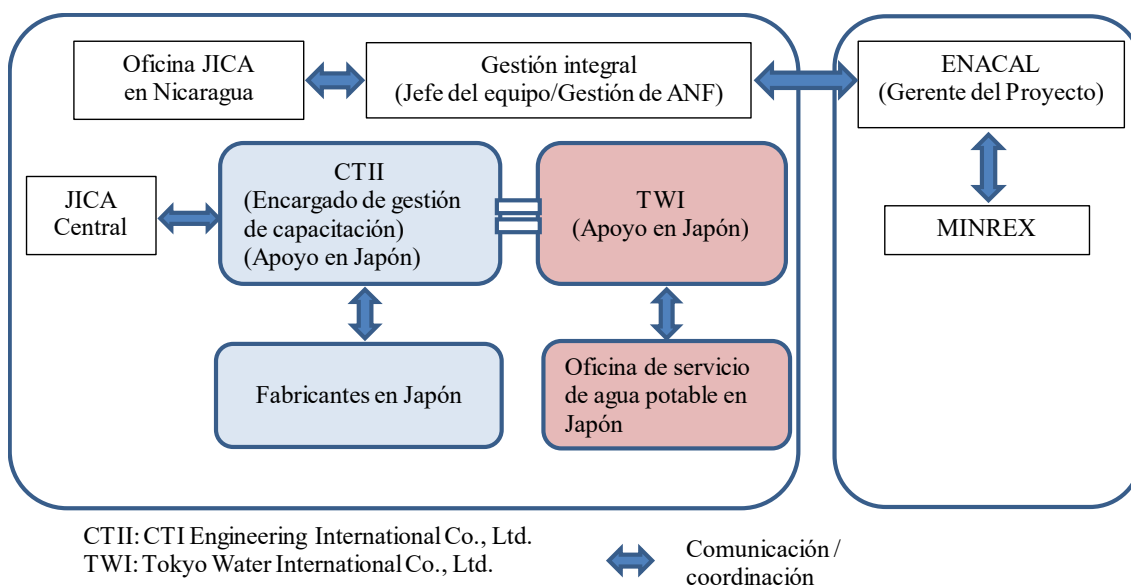 Oficina JICA
en Nicaragua
Gestión integral
(Jefe del equipo/Gestión de ANF)
ENACAL
(Gerente del Proyecto)
JICA
Central
CTII
(Encargado de gestión
de capacitación)
(Apoyo en Japón)
TWI
(Apoyo en Japón)
MINREX
Fabricantes en Japón
Oficina de servicio
de agua potable en
Japón
CTII: CTI Engineering International Co., Ltd.
TWI: Tokyo Water International Co., Ltd.
Comunicación /
coordinación